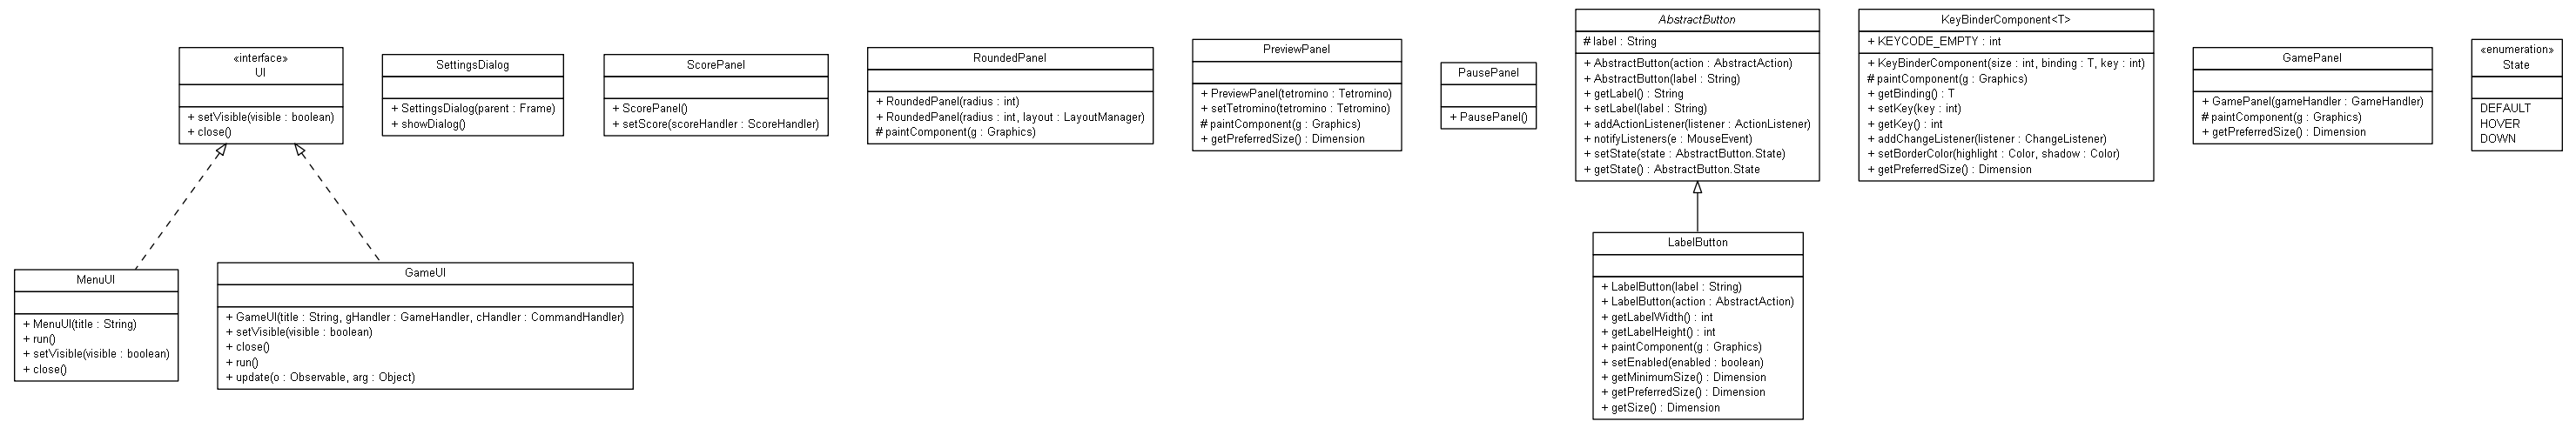 «interface»
UI
+ setVisible(visible : boolean)
+ close()
SettingsDialog
+ SettingsDialog(parent : Frame)
+ showDialog()
ScorePanel
+ ScorePanel()
+ setScore(scoreHandler : ScoreHandler)
RoundedPanel
+ RoundedPanel(radius : int)
+ RoundedPanel(radius : int, layout : LayoutManager)
# paintComponent(g : Graphics)
PreviewPanel
+ PreviewPanel(tetromino : Tetromino)
+ setTetromino(tetromino : Tetromino)
# paintComponent(g : Graphics)
+ getPreferredSize() : Dimension
PausePanel
+ PausePanel()
AbstractButton
# label : String
+ AbstractButton(action : AbstractAction)
+ AbstractButton(label : String)
+ getLabel() : String
+ setLabel(label : String)
+ addActionListener(listener : ActionListener)
+ notifyListeners(e : MouseEvent)
+ setState(state : AbstractButton.State)
+ getState() : AbstractButton.State
KeyBinderComponent<T>
+ KEYCODE_EMPTY : int
+ KeyBinderComponent(size : int, binding : T, key : int)
# paintComponent(g : Graphics)
+ getBinding() : T
+ setKey(key : int)
+ getKey() : int
+ addChangeListener(listener : ChangeListener)
+ setBorderColor(highlight : Color, shadow : Color)
+ getPreferredSize() : Dimension
GamePanel
+ GamePanel(gameHandler : GameHandler)
# paintComponent(g : Graphics)
+ getPreferredSize() : Dimension
«enumeration»
State
DEFAULT
HOVER
DOWN
MenuUI
+ MenuUI(title : String)
+ run()
+ setVisible(visible : boolean)
+ close()
GameUI
+ GameUI(title : String, gHandler : GameHandler, cHandler : CommandHandler)
+ setVisible(visible : boolean)
+ close()
+ run()
+ update(o : Observable, arg : Object)
LabelButton
+ LabelButton(label : String)
+ LabelButton(action : AbstractAction)
+ getLabelWidth() : int
+ getLabelHeight() : int
+ paintComponent(g : Graphics)
+ setEnabled(enabled : boolean)
+ getMinimumSize() : Dimension
+ getPreferredSize() : Dimension
+ getSize() : Dimension